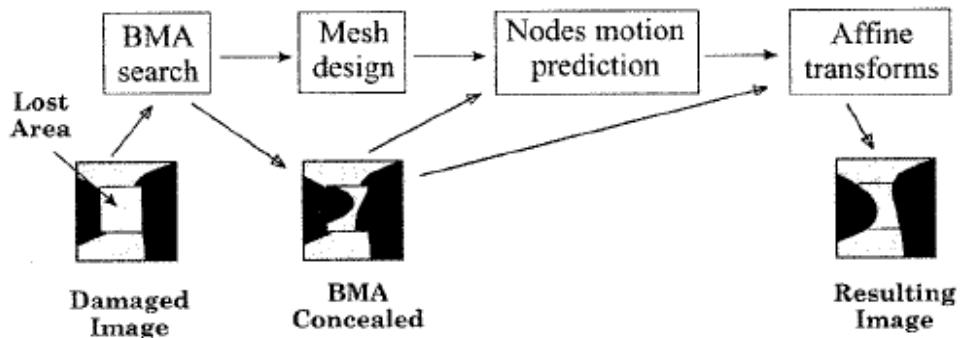 BMA
search
Mesh
design
Nodes motion
prediction
Affine
transforms
Lost
Area
Damaged
Image
BMA
Concealed
Resulting
Image